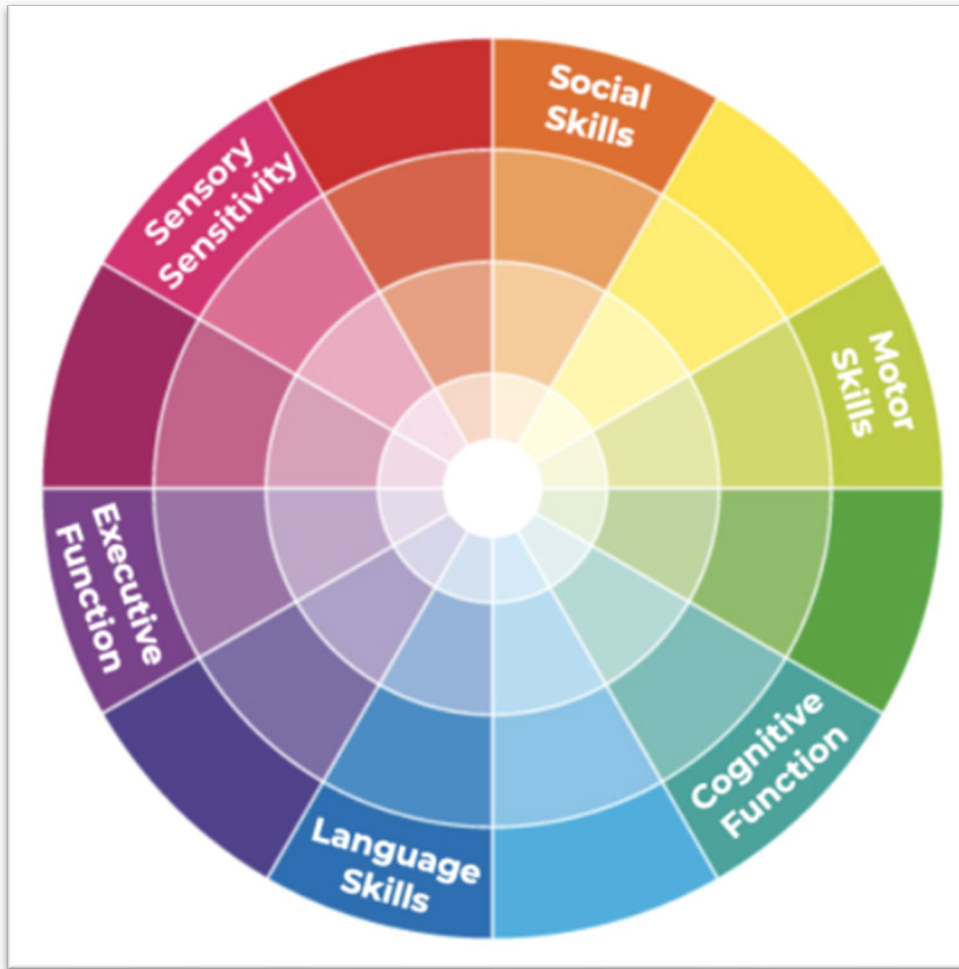 Social
Skills
Motor
Skills
Cognitive
Function
Language
Skills
Executive
Function
Sensory
Sensitivity